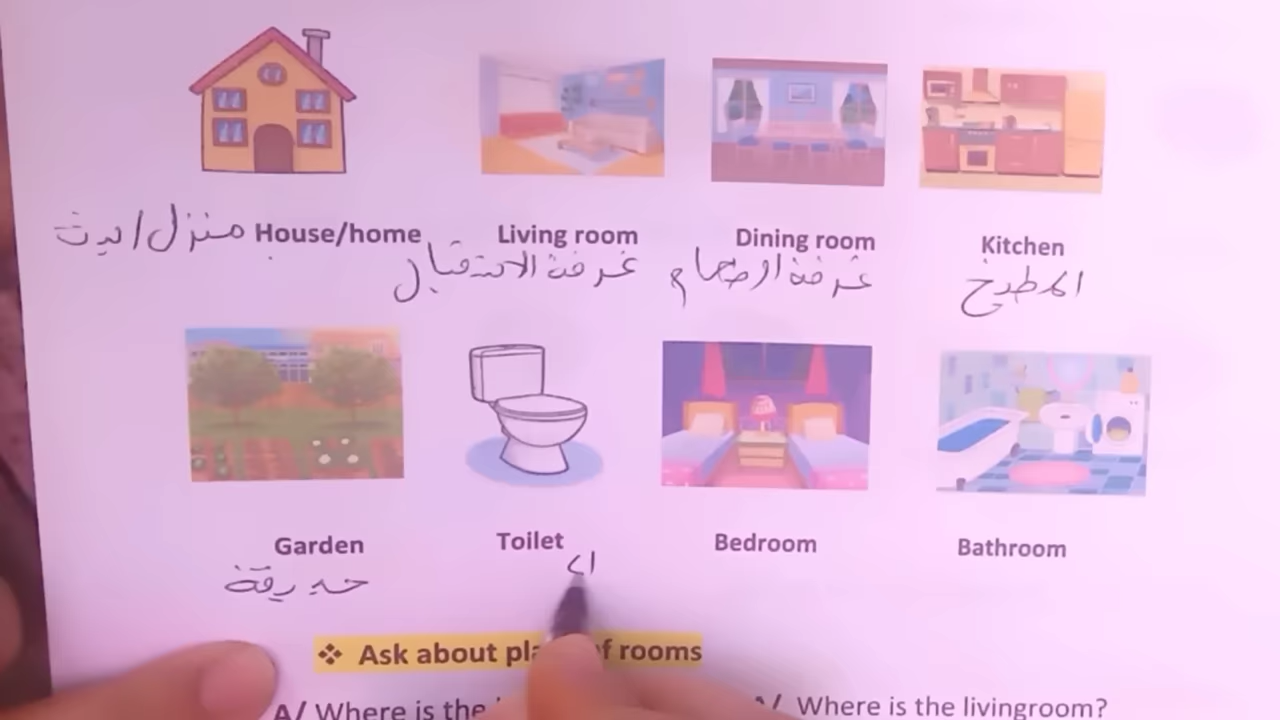 House/home منزل / بيت
Living room
غرفة الاستقبال
Dining room
غرفة الطعام
Kitchen
المطبخ
Garden
حديقة
Toilet
Bedroom
Bathroom
❖ Ask about of rooms
A/ Where is the
A/ Where is the livingroom?